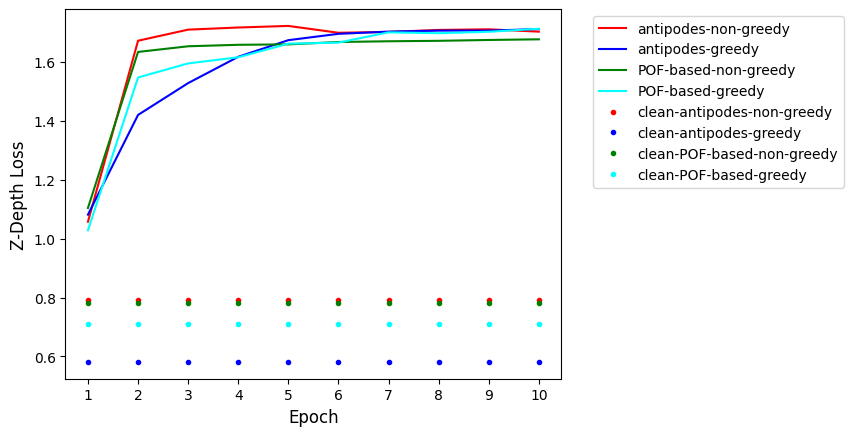 antipodes-non-greedy
antipodes-greedy
POF-based-non-greedy
POF-based-greedy
clean-antipodes-non-greedy
clean-antipodes-greedy
clean-POF-based-non-greedy
clean-POF-based-greedy
Z-Depth Loss
1.6
1.4
1.2
1.0
0.8
0.6
1 2 3 4 5 6 7 8 9 10
Epoch